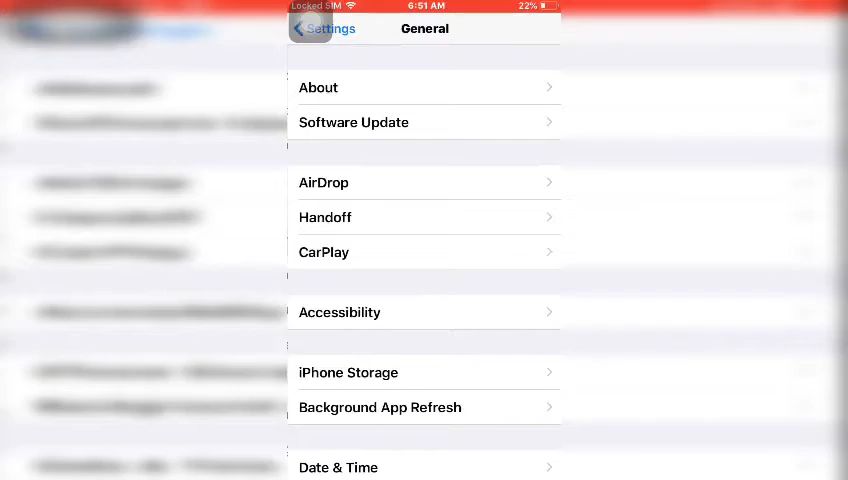 Locked SIM 6:51 AM 22%
Settings General
About
Software Update
AirDrop
Handoff
CarPlay
Accessibility
iPhone Storage
Background App Refresh
Date & Time